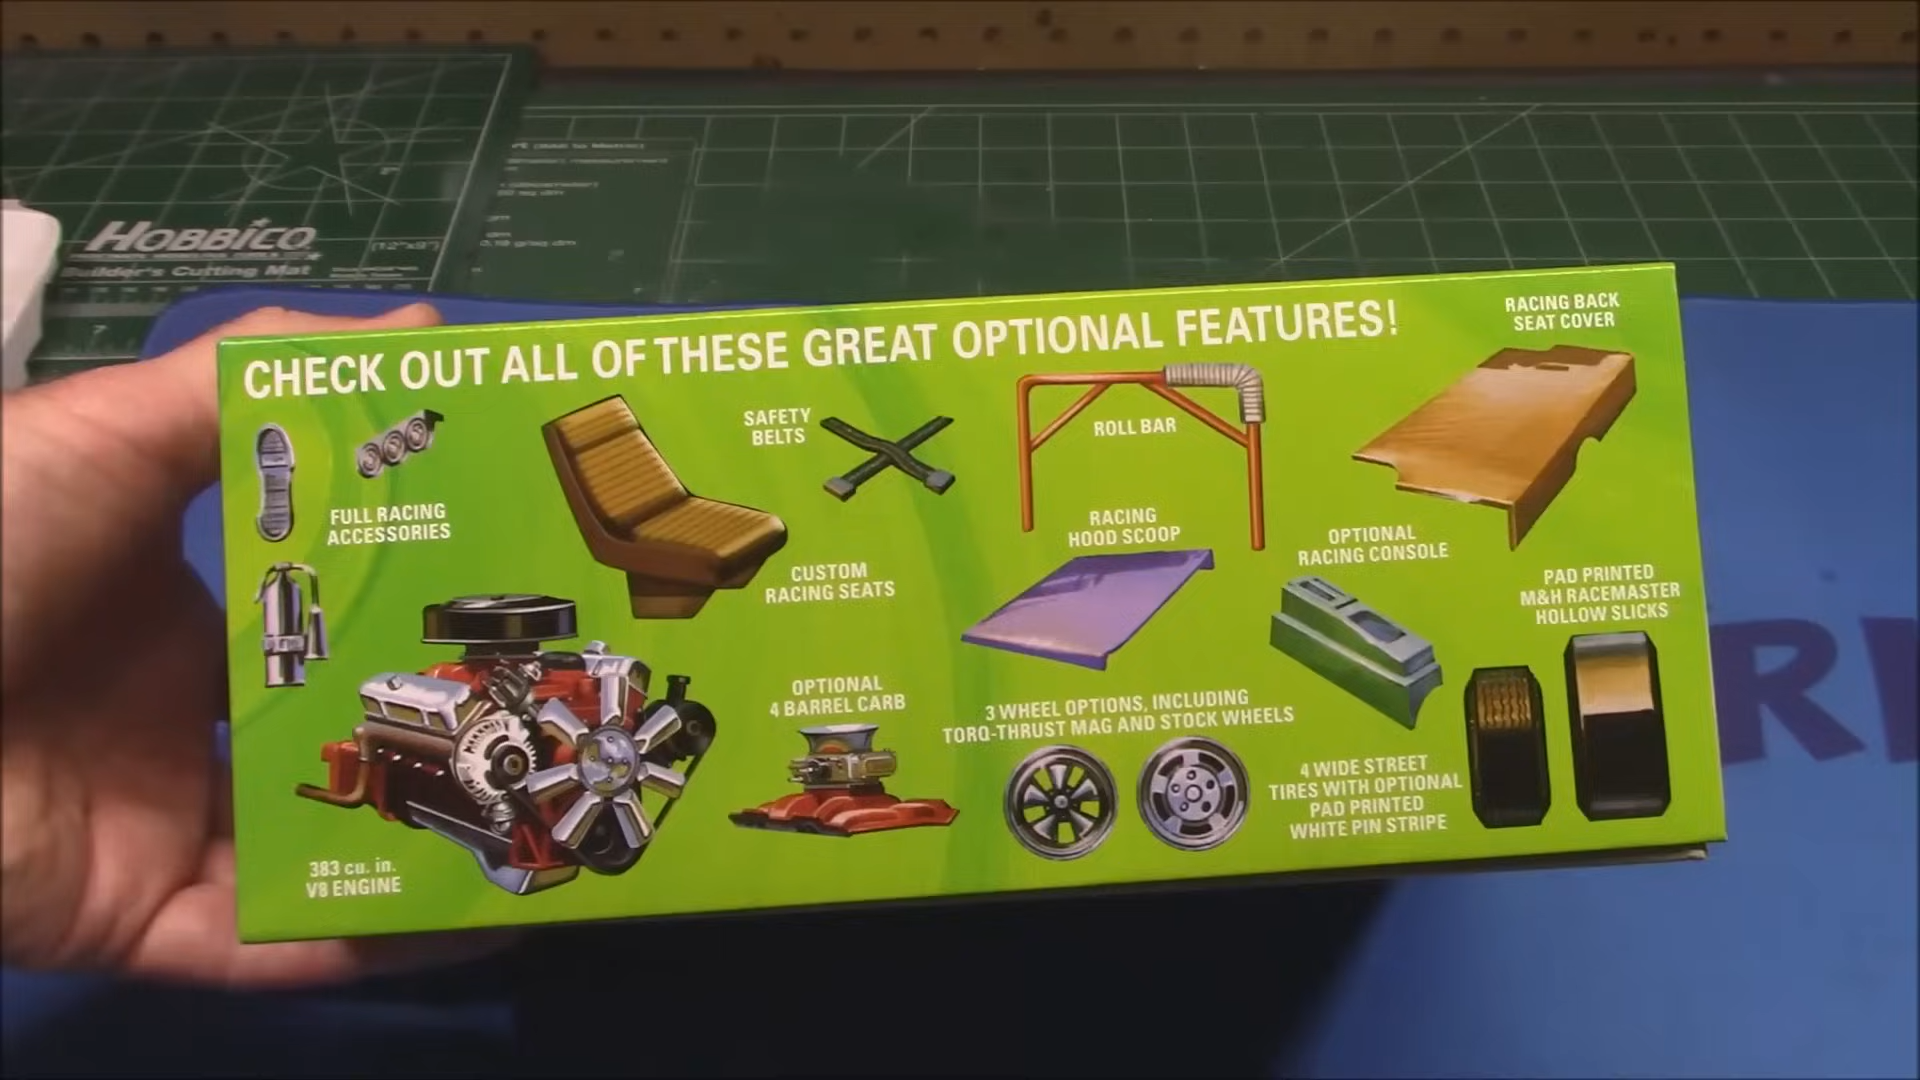 HOBBICO
(12"x9")
Builder's Cutting Mat
CHECK OUT ALL OF THESE GREAT OPTIONAL FEATURES!
RACING BACK
SEAT COVER
SAFETY
BELTS
ROLL BAR
FULL RACING
ACCESSORIES
CUSTOM
RACING SEATS
RACING
HOOD SCOOP
OPTIONAL
RACING CONSOLE
PAD PRINTED
M&H RACEMASTER
HOLLOW SLICKS
OPTIONAL
4 BARREL CARB
3 WHEEL OPTIONS, INCLUDING
TORQ-THRUST MAG AND STOCK WHEELS
4 WIDE STREET
TIRES WITH OPTIONAL
PAD PRINTED
WHITE PIN STRIPE
383 cu. in.
V8 ENGINE